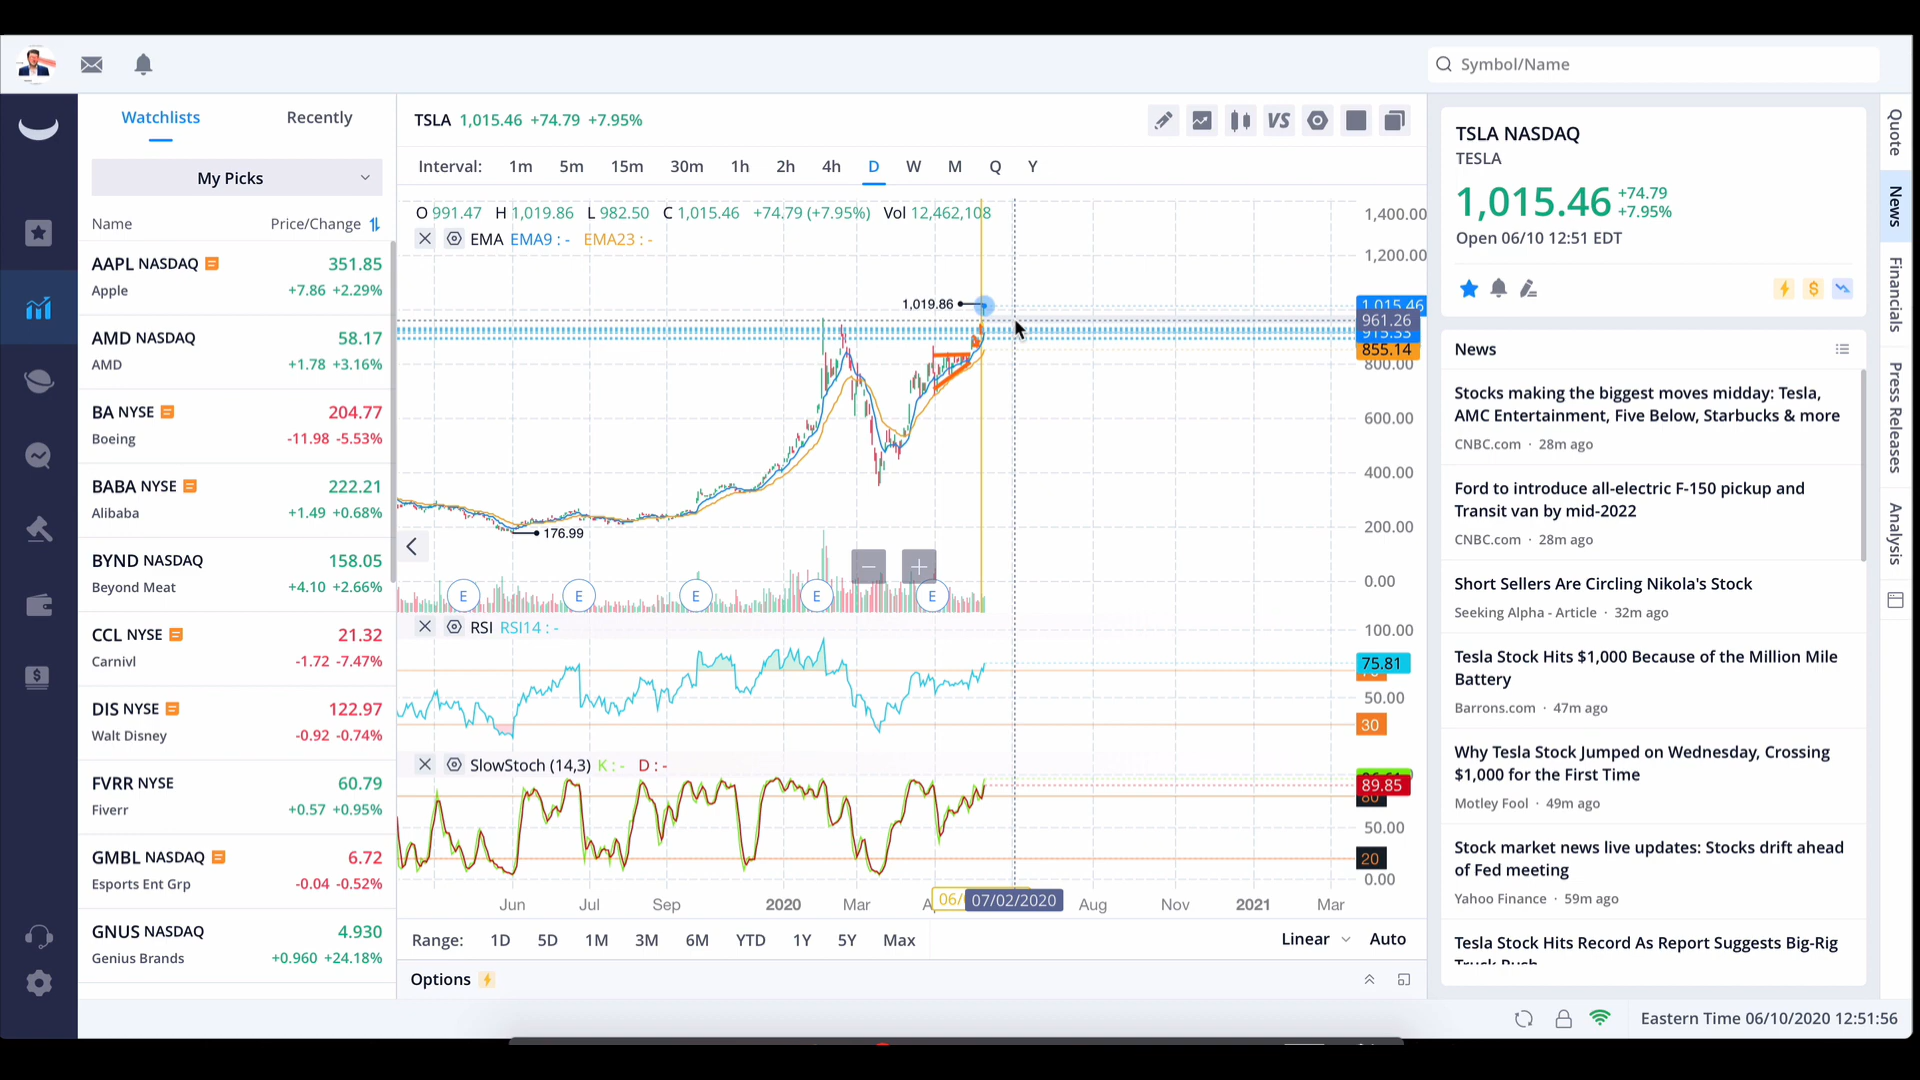 Symbol/Name
Watchlists
Recently
My Picks
Name
Price/Change
AAPL NASDAQ 351.85
Apple +7.86 +2.29%
AMD NASDAQ 58.17
AMD +1.78 +3.16%
BA NYSE 204.77
Boeing -11.98 -5.53%
BABA NYSE 222.21
Alibaba +1.49 +0.68%
BYND NASDAQ 158.05
Beyond Meat +4.10 +2.66%
CCL NYSE 21.32
Carnivl -1.72 -7.47%
DIS NYSE 122.97
Walt Disney -0.92 -0.74%
FVRR NYSE 60.79
Fiverr +0.57 +0.95%
GMBL NASDAQ 6.72
Esports Ent Grp -0.04 -0.52%
GNUS NASDAQ 4.930
Genius Brands +0.960 +24.18%
TSLA 1,015.46 +74.79 +7.95%
VS
Interval: 1m 5m 15m 30m 1h 2h 4h D W M Q Y
O 991.47 H 1,019.86 L 982.50 C 1,015.46 +74.79 (+7.95%) Vol 12,462,108
EMA EMA9 : - EMA23 : -
1,400.00
1,200.00
1,019.86
1,015.46
961.26
915.33
855.14
800.00
600.00
400.00
200.00
176.99
0.00
E E E E E
RSI RSI14 : -
100.00
75.81
50.00
30
SlowStoch (14,3) K : - D : -
89.85
80
50.00
20
0.00
Jun Jul Sep 2020 Mar 07/02/2020 Aug Nov 2021 Mar
Range: 1D 5D 1M 3M 6M YTD 1Y 5Y Max
Linear Auto
Options
TSLA NASDAQ
TESLA
1,015.46 +74.79
+7.95%
Open 06/10 12:51 EDT
$
News
Stocks making the biggest moves midday: Tesla,
AMC Entertainment, Five Below, Starbucks & more
CNBC.com · 28m ago
Ford to introduce all-electric F-150 pickup and
Transit van by mid-2022
CNBC.com · 28m ago
Short Sellers Are Circling Nikola's Stock
Seeking Alpha - Article · 32m ago
Tesla Stock Hits $1,000 Because of the Million Mile
Battery
Barrons.com · 47m ago
Why Tesla Stock Jumped on Wednesday, Crossing
$1,000 for the First Time
Motley Fool · 49m ago
Stock market news live updates: Stocks drift ahead
of Fed meeting
Yahoo Finance · 59m ago
Tesla Stock Hits Record As Report Suggests Big-Rig
Quote
News
Financials
Press Releases
Analysis
Eastern Time 06/10/2020 12:51:56